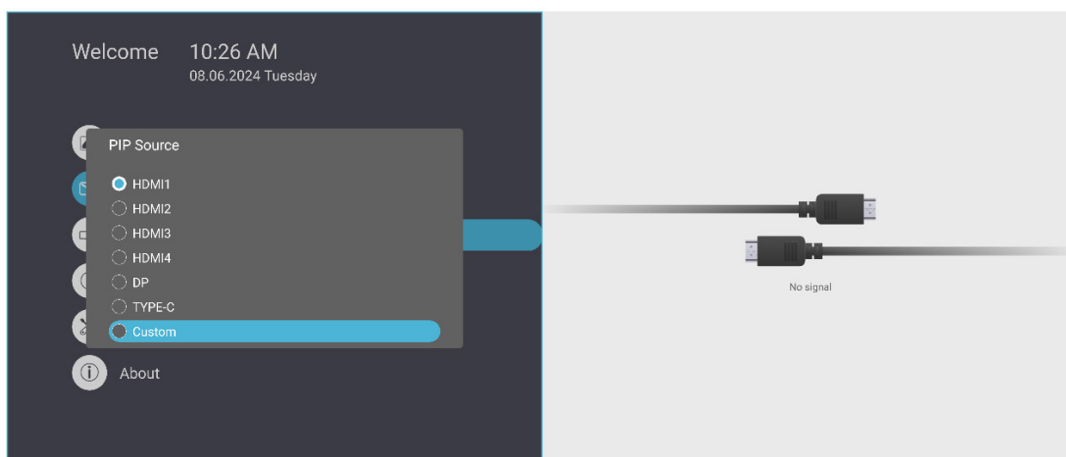 Welcome
10:26 AM
08.06.2024 Tuesday
PIP Source
HDMI1
HDMI2
HDMI3
HDMI4
DP
TYPE-C
Custom
About
No signal